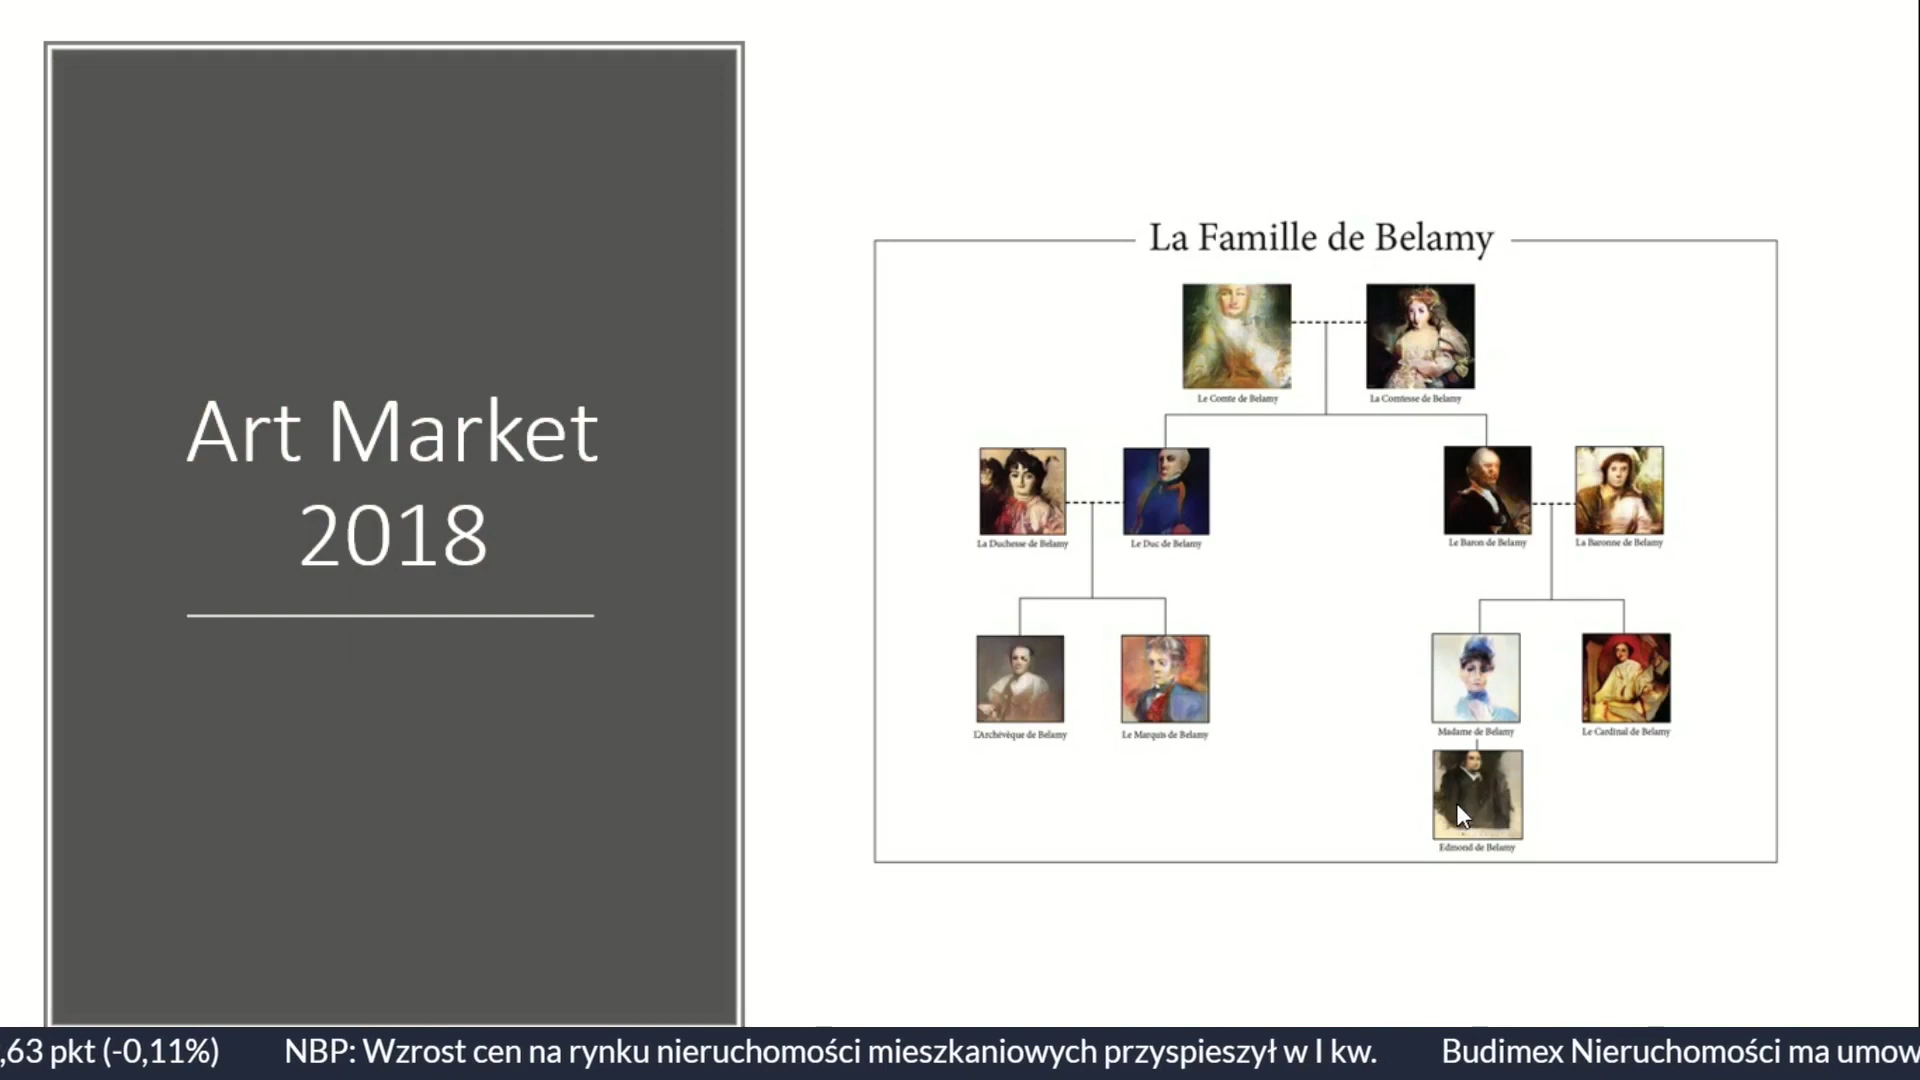 Art Market
2018
La Famille de Belamy
Le Comte de Belamy
La Comtesse de Belamy
La Duchesse de Belamy
Le Duc de Belamy
Le Baron de Belamy
La Baronne de Belamy
L'Archévèque de Belamy
Le Marquis de Belamy
Madame de Belamy
Le Cardinal de Belamy
Edmond de Belamy
,63 pkt (-0,11%) NBP: Wzrost cen na rynku nieruchomości mieszkaniowych przyspieszył w I kw. Budimex Nieruchomości ma umow